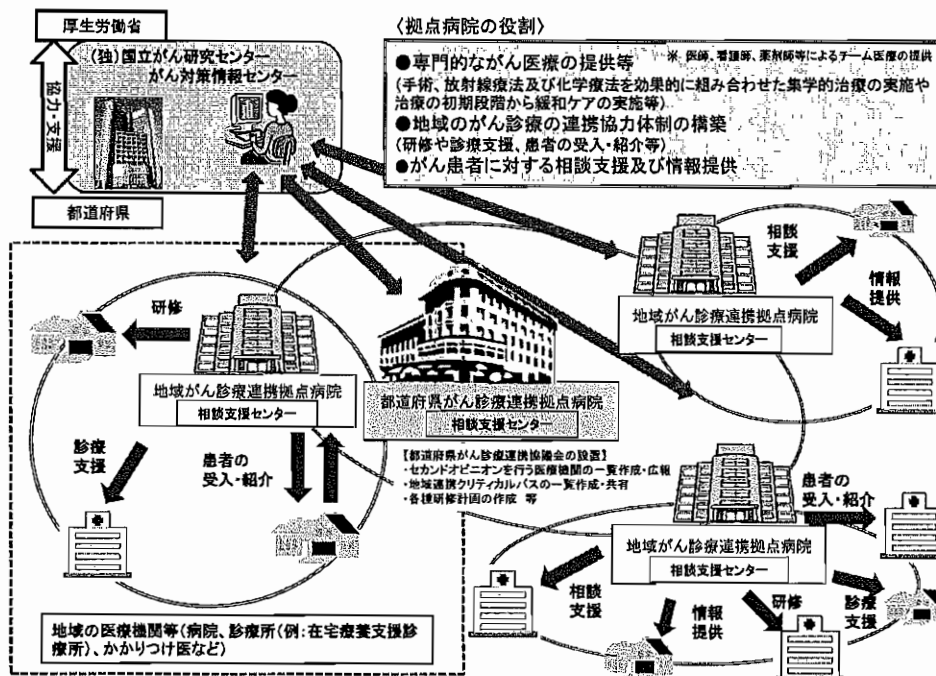 厚生労働省
(独)国立がん研究センター
がん対策情報センター
協力・支援
都道府県
〈拠点病院の役割〉
●専門的ながん医療の提供等
※ 医師、看護師、薬剤師等によるチーム医療の提供
(手術、放射線療法及び化学療法を効果的に組み合わせた集学的治療の実施や
治療の初期段階から緩和ケアの実施等)
●地域のがん診療の連携協力体制の構築
(研修や診療支援、患者の受入・紹介等)
●がん患者に対する相談支援及び情報提供
相談
支援
情報
提供
地域がん診療連携拠点病院
相談支援センター
研修
地域がん診療連携拠点病院
相談支援センター
診療
支援
患者の
受入・紹介
都道府県がん診療連携拠点病院
相談支援センター
【都道府県がん診療連携協議会の設置】
・セカンドオピニオンを行う医療機関の一覧作成・広報
・地域連携クリティカルパスの一覧作成・共有
・各種研修計画の作成 等
患者の
受入・紹介
地域がん診療連携拠点病院
相談支援センター
相談
支援
情報
提供
研修
診療
支援
地域の医療機関等(病院、診療所(例:在宅療養支援診
療所)、かかりつけ医など)